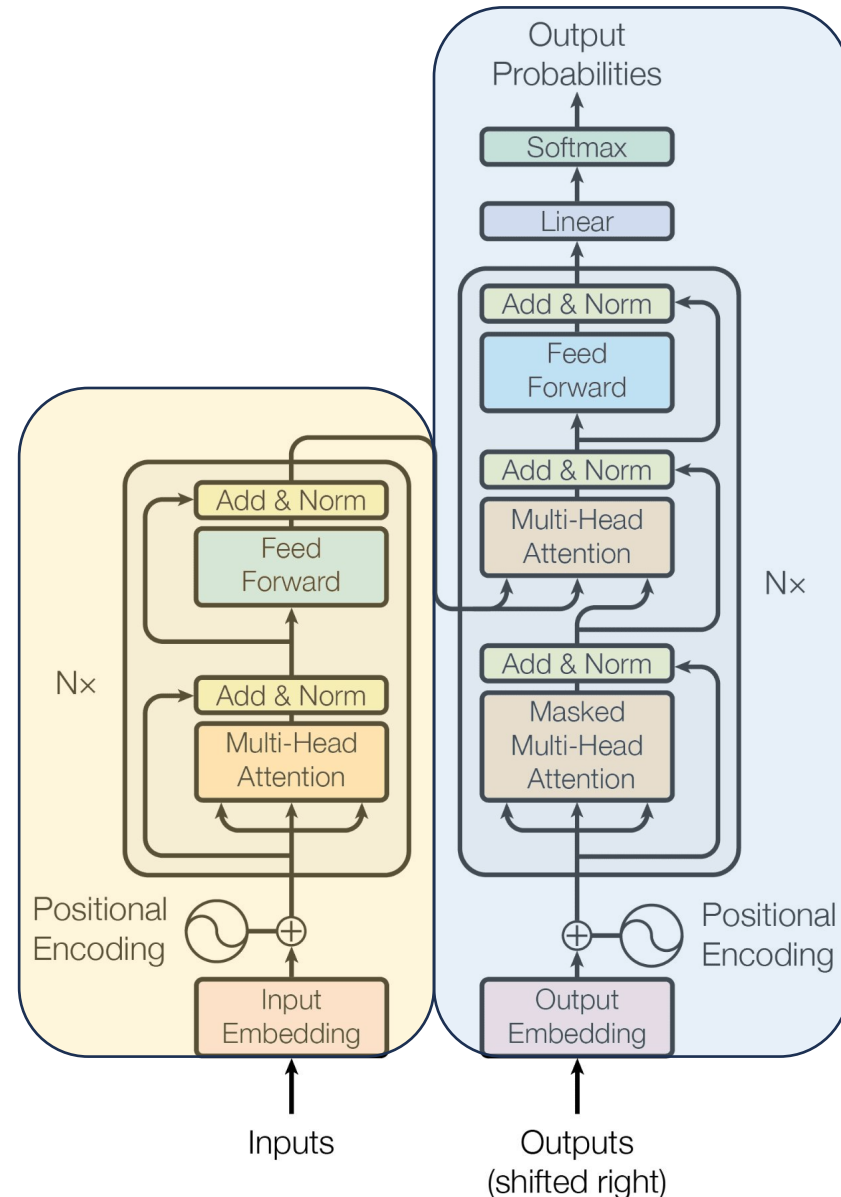 Output
Probabilities
Softmax
Linear
Add & Norm
Feed
Forward
Add & Norm
Multi-Head
Attention
Add & Norm
Masked
Multi-Head
Attention
N×
Positional
Encoding
Output
Embedding
Outputs
(shifted right)
Add & Norm
Feed
Forward
Add & Norm
Multi-Head
Attention
N×
Positional
Encoding
Input
Embedding
Inputs